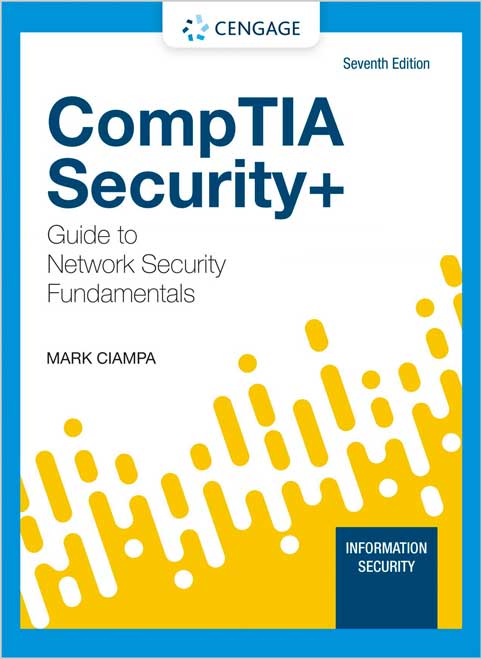 CENGAGE
Seventh Edition
CompTIA
Security+
Guide to
Network Security
Fundamentals
MARK CIAMPA
INFORMATION
SECURITY